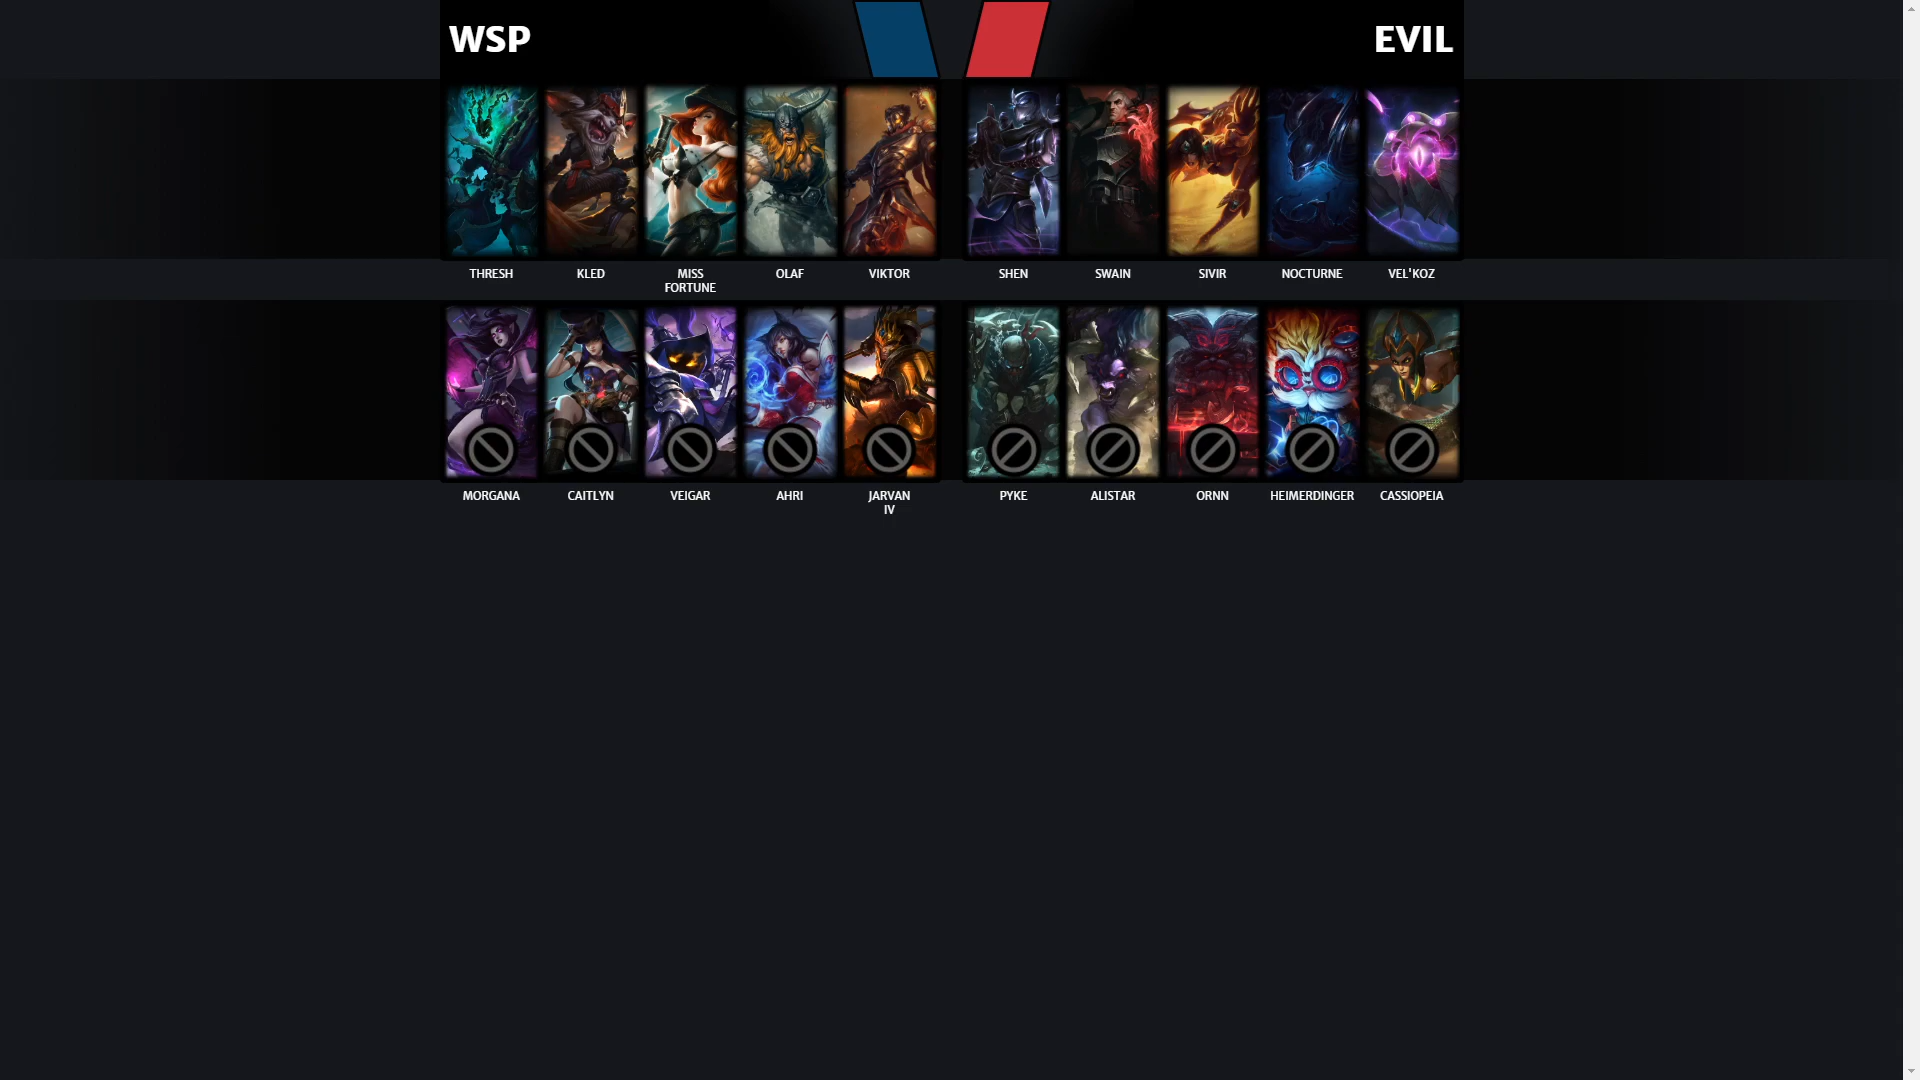 WSP
EVIL
THRESH
KLED
MISS
FORTUNE
OLAF
VIKTOR
SHEN
SWAIN
SIVIR
NOCTURNE
VEL'KOZ
MORGANA
CAITLYN
VEIGAR
AHRI
JARVAN
IV
PYKE
ALISTAR
ORNN
HEIMERDINGER
CASSIOPEIA